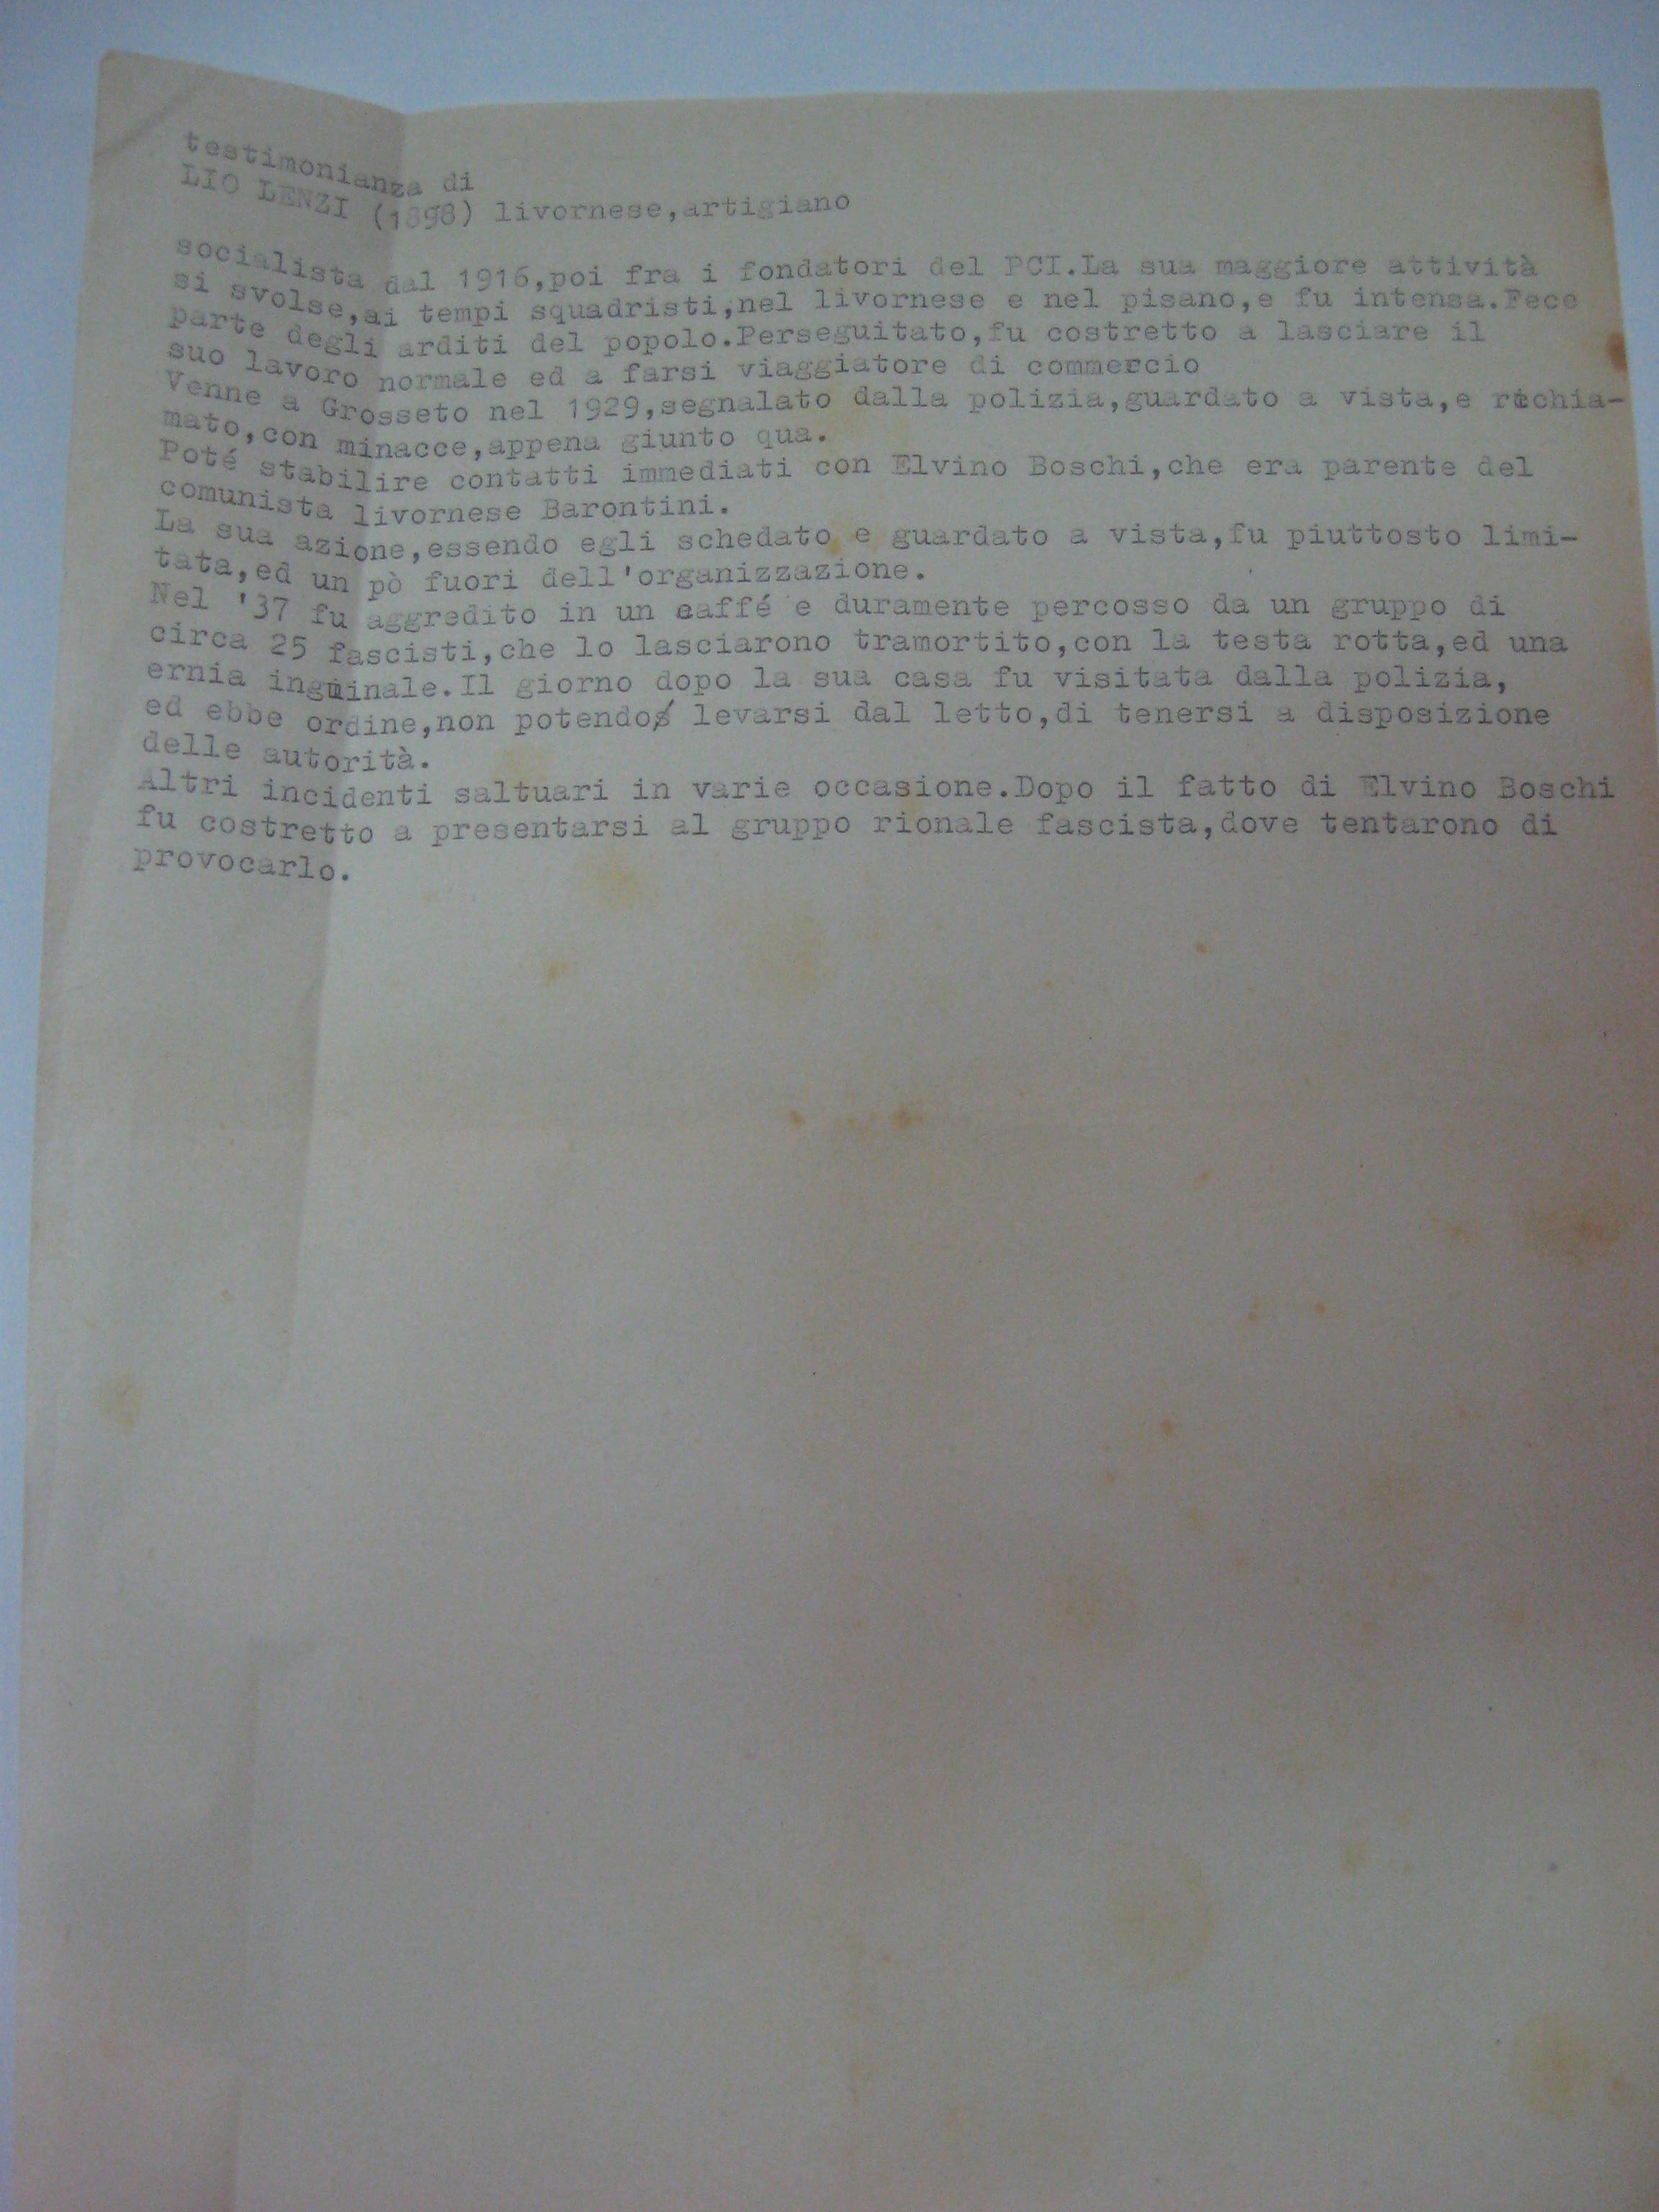 testimonianza di
LIO LENZI (1898) livornese,artigiano
socialista dal 1916,poi fra i fondatori del PCI.La sua maggiore attività
si svolse,ai tempi squadristi,nel livornese e nel pisano,e fu intensa.Fece
parte degli arditi del popolo.Perseguitato,fu costretto a lasciare il
suo lavoro normale ed a farsi viaggiatore di commercio
Venne a Grosseto nel 1929,segnalato dalla polizia,guardato a vista,e richia-
mato,con minacce,appena giunto qua.
Poté stabilire contatti immediati con Elvino Boschi,che era parente del
comunista livornese Barontini.
La sua azione,essendo egli schedato e guardato a vista,fu piuttosto limi-
tata,ed un pò fuori dell'organizzazione.
Nel '37 fu aggredito in un caffé e duramente percosso da un gruppo di
circa 25 fascisti,che lo lasciarono tramortito,con la testa rotta,ed una
ernia inguinale.Il giorno dopo la sua casa fu visitata dalla polizia,
ed ebbe ordine,non potendo levarsi dal letto,di tenersi a disposizione
delle autorità.
Altri incidenti saltuari in varie occasione.Dopo il fatto di Elvino Boschi
fu costretto a presentarsi al gruppo rionale fascista,dove tentarono di
provocarlo.